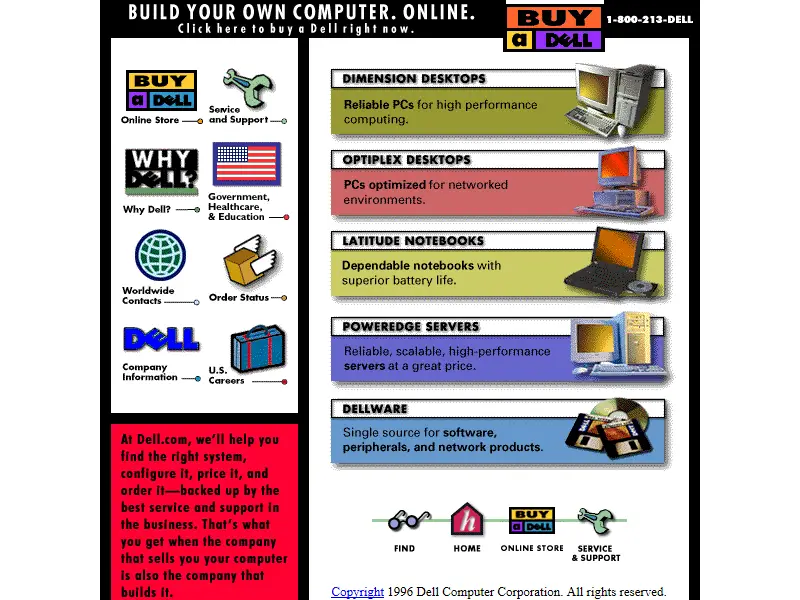 BUILD YOUR OWN COMPUTER. ONLINE.
Click here to buy a Dell right now.
BUY
a DELL
1-800-213-DELL
BUY
a DELL
Online Store
Service
and Support
WHY
DELL?
Why Dell?
Government,
Healthcare,
& Education
Worldwide
Contacts
Order Status
DELL
Company
Information
U.S.
Careers
At Dell.com, we'll help you
find the right system,
configure it, price it, and
order it—backed up by the
best service and support in
the business. That's what
you get when the company
that sells you your computer
is also the company that
builds it.
DIMENSION DESKTOPS
Reliable PCs for high performance
computing.
OPTIPLEX DESKTOPS
PCs optimized for networked
environments.
LATITUDE NOTEBOOKS
Dependable notebooks with
superior battery life.
POWEREDGE SERVERS
Reliable, scalable, high-performance
servers at a great price.
DELLWARE
Single source for software,
peripherals, and network products.
DELL
DELL
h
BUY
a DELL
FIND
HOME
ONLINE STORE
SERVICE
& SUPPORT
Copyright 1996 Dell Computer Corporation. All rights reserved.